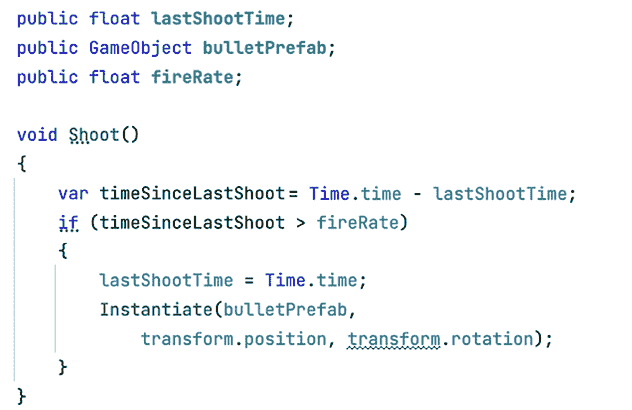 public float lastShootTime;
public GameObject bulletPrefab;
public float fireRate;
void Shoot()
{
var timeSinceLastShoot= Time.time - lastShootTime;
if (timeSinceLastShoot > fireRate)
{
lastShootTime = Time.time;
Instantiate(bulletPrefab,
transform.position, transform.rotation);
}
}